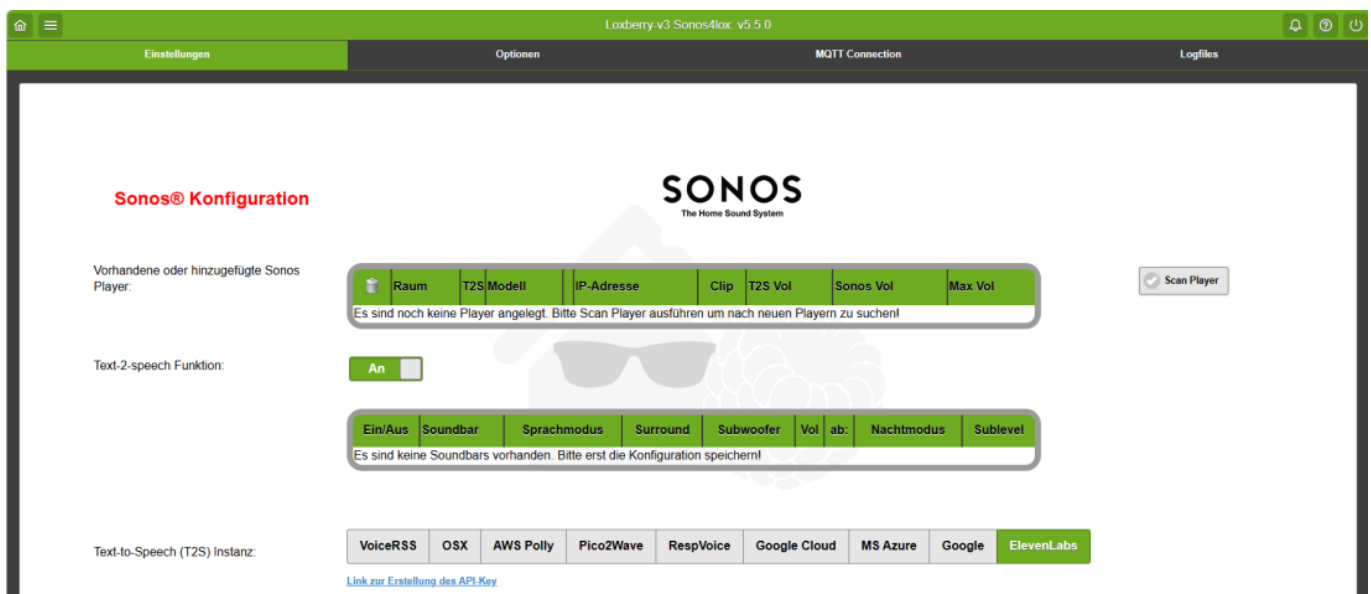 Loxberry-v3 Sonos4lox: v5.5.0
Einstellungen Optionen MQTT Connection Logfiles
Sonos® Konfiguration
SONOS
The Home Sound System
Vorhandene oder hinzugefügte Sonos
Player:
Raum T2S Modell IP-Adresse Clip T2S Vol Sonos Vol Max Vol
Scan Player
Es sind noch keine Player angelegt. Bitte Scan Player ausführen um nach neuen Playern zu suchen!
Text-2-speech Funktion:
An
Ein/Aus Soundbar Sprachmodus Surround Subwoofer Vol ab: Nachtmodus Sublevel
Es sind keine Soundbars vorhanden. Bitte erst die Konfiguration speichern!
Text-to-Speech (T2S) Instanz:
VoiceRSS OSX AWS Polly Pico2Wave RespVoice Google Cloud MS Azure Google ElevenLabs
Link zur Erstellung des API-Key